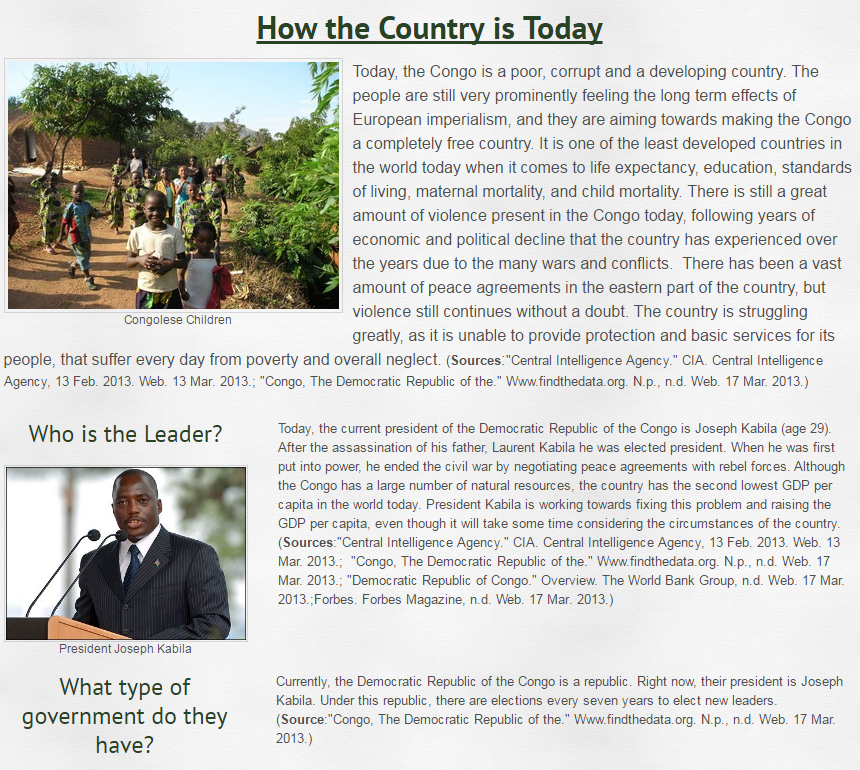 How the Country is Today
Today, the Congo is a poor, corrupt and a developing country. The
people are still very prominently feeling the long term effects of
European imperialism, and they are aiming towards making the Congo
a completely free country. It is one of the least developed countries in
the world today when it comes to life expectancy, education, standards
of living, maternal mortality, and child mortality. There is still a great
amount of violence present in the Congo today, following years of
economic and political decline that the country has experienced over
the years due to the many wars and conflicts.  There has been a vast
amount of peace agreements in the eastern part of the country, but
violence still continues without a doubt. The country is struggling
greatly, as it is unable to provide protection and basic services for its
people, that suffer every day from poverty and overall neglect. (Sources:"Central Intelligence Agency." CIA. Central Intelligence
Agency, 13 Feb. 2013. Web. 13 Mar. 2013.; "Congo, The Democratic Republic of the." Www.findthedata.org. N.p., n.d. Web. 17 Mar. 2013.)
Congolese Children
Who is the Leader?
Today, the current president of the Democratic Republic of the Congo is Joseph Kabila (age 29).
After the assassination of his father, Laurent Kabila he was elected president. When he was first
put into power, he ended the civil war by negotiating peace agreements with rebel forces. Although
the Congo has a large number of natural resources, the country has the second lowest GDP per
capita in the world today. President Kabila is working towards fixing this problem and raising the
GDP per capita, even though it will take some time considering the circumstances of the country.
(Sources:"Central Intelligence Agency." CIA. Central Intelligence Agency, 13 Feb. 2013. Web. 13
Mar. 2013.;  "Congo, The Democratic Republic of the." Www.findthedata.org. N.p., n.d. Web. 17
Mar. 2013.; "Democratic Republic of Congo." Overview. The World Bank Group, n.d. Web. 17 Mar.
2013.;Forbes. Forbes Magazine, n.d. Web. 17 Mar. 2013.)
President Joseph Kabila
What type of
government do they
have?
Currently, the Democratic Republic of the Congo is a republic. Right now, their president is Joseph
Kabila. Under this republic, there are elections every seven years to elect new leaders.
(Source:"Congo, The Democratic Republic of the." Www.findthedata.org. N.p., n.d. Web. 17 Mar.
2013.)